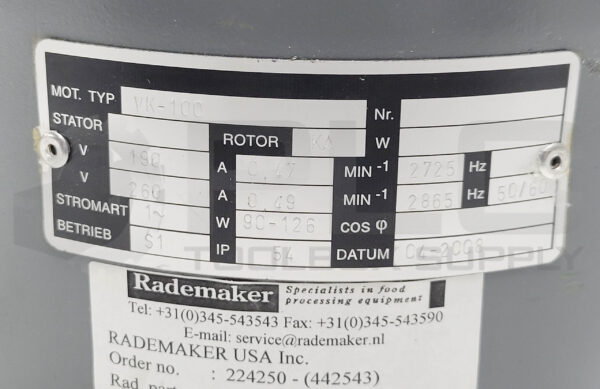 MOT. TYP VK-100 Nr.
STATOR ROTOR KA W
V 190 A 0,47 MIN-1 2725 Hz
V 260 A 0,49 MIN-1 2865 Hz 50/60
STROMART 1~ W 90-126 COS φ
BETRIEB S1 IP 54 DATUM
Rademaker Specialists in food
processing equipment
Tel: +31(0)345-543543 Fax: +31(0)345-543590
E-mail: service@rademaker.nl
RADEMAKER USA Inc.
Order no. : 224250 - (442543)
Rad. part